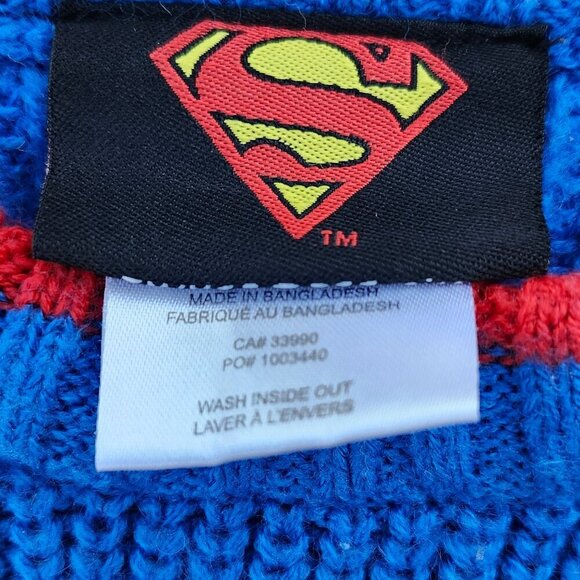 TM
MADE IN BANGLADESH
FABRIQUÉ AU BANGLADESH
CA# 33990
PO# 1003440
WASH INSIDE OUT
LAVER À L'ENVERS